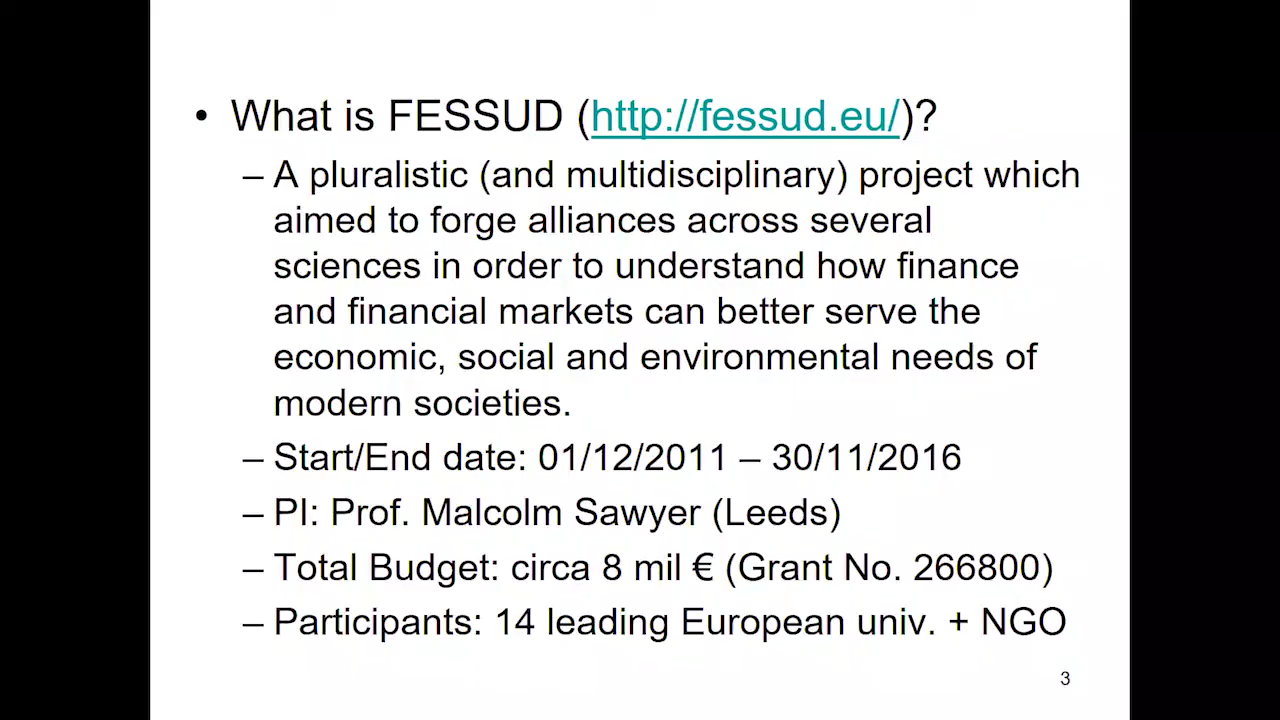 • What is FESSUD (http://fessud.eu/)?
– A pluralistic (and multidisciplinary) project which
aimed to forge alliances across several
sciences in order to understand how finance
and financial markets can better serve the
economic, social and environmental needs of
modern societies.
– Start/End date: 01/12/2011 – 30/11/2016
– PI: Prof. Malcolm Sawyer (Leeds)
– Total Budget: circa 8 mil € (Grant No. 266800)
– Participants: 14 leading European univ. + NGO
3